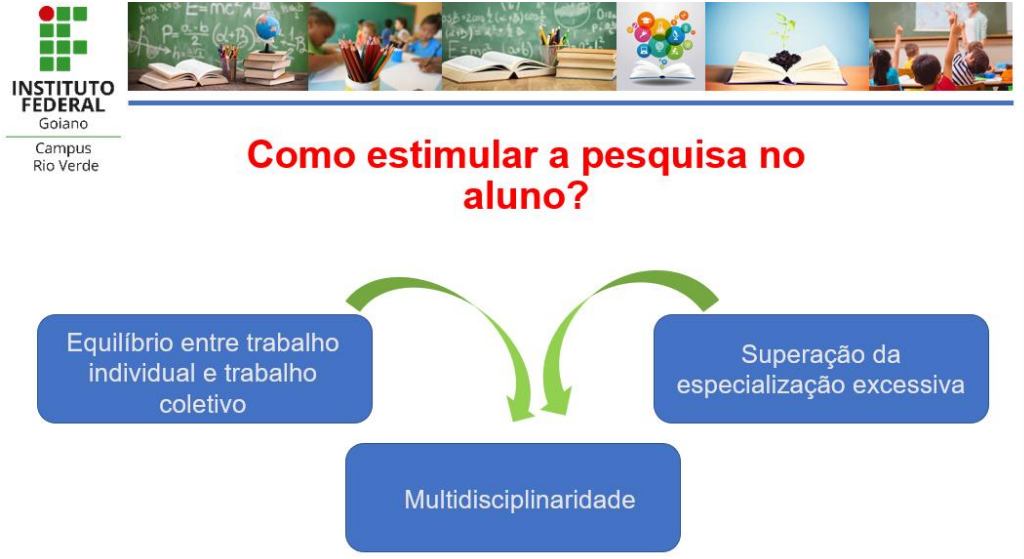 INSTITUTO
FEDERAL
Goiano
Campus
Rio Verde
Como estimular a pesquisa no
aluno?
Equilíbrio entre trabalho
individual e trabalho
coletivo
Superação da
especialização excessiva
Multidisciplinaridade